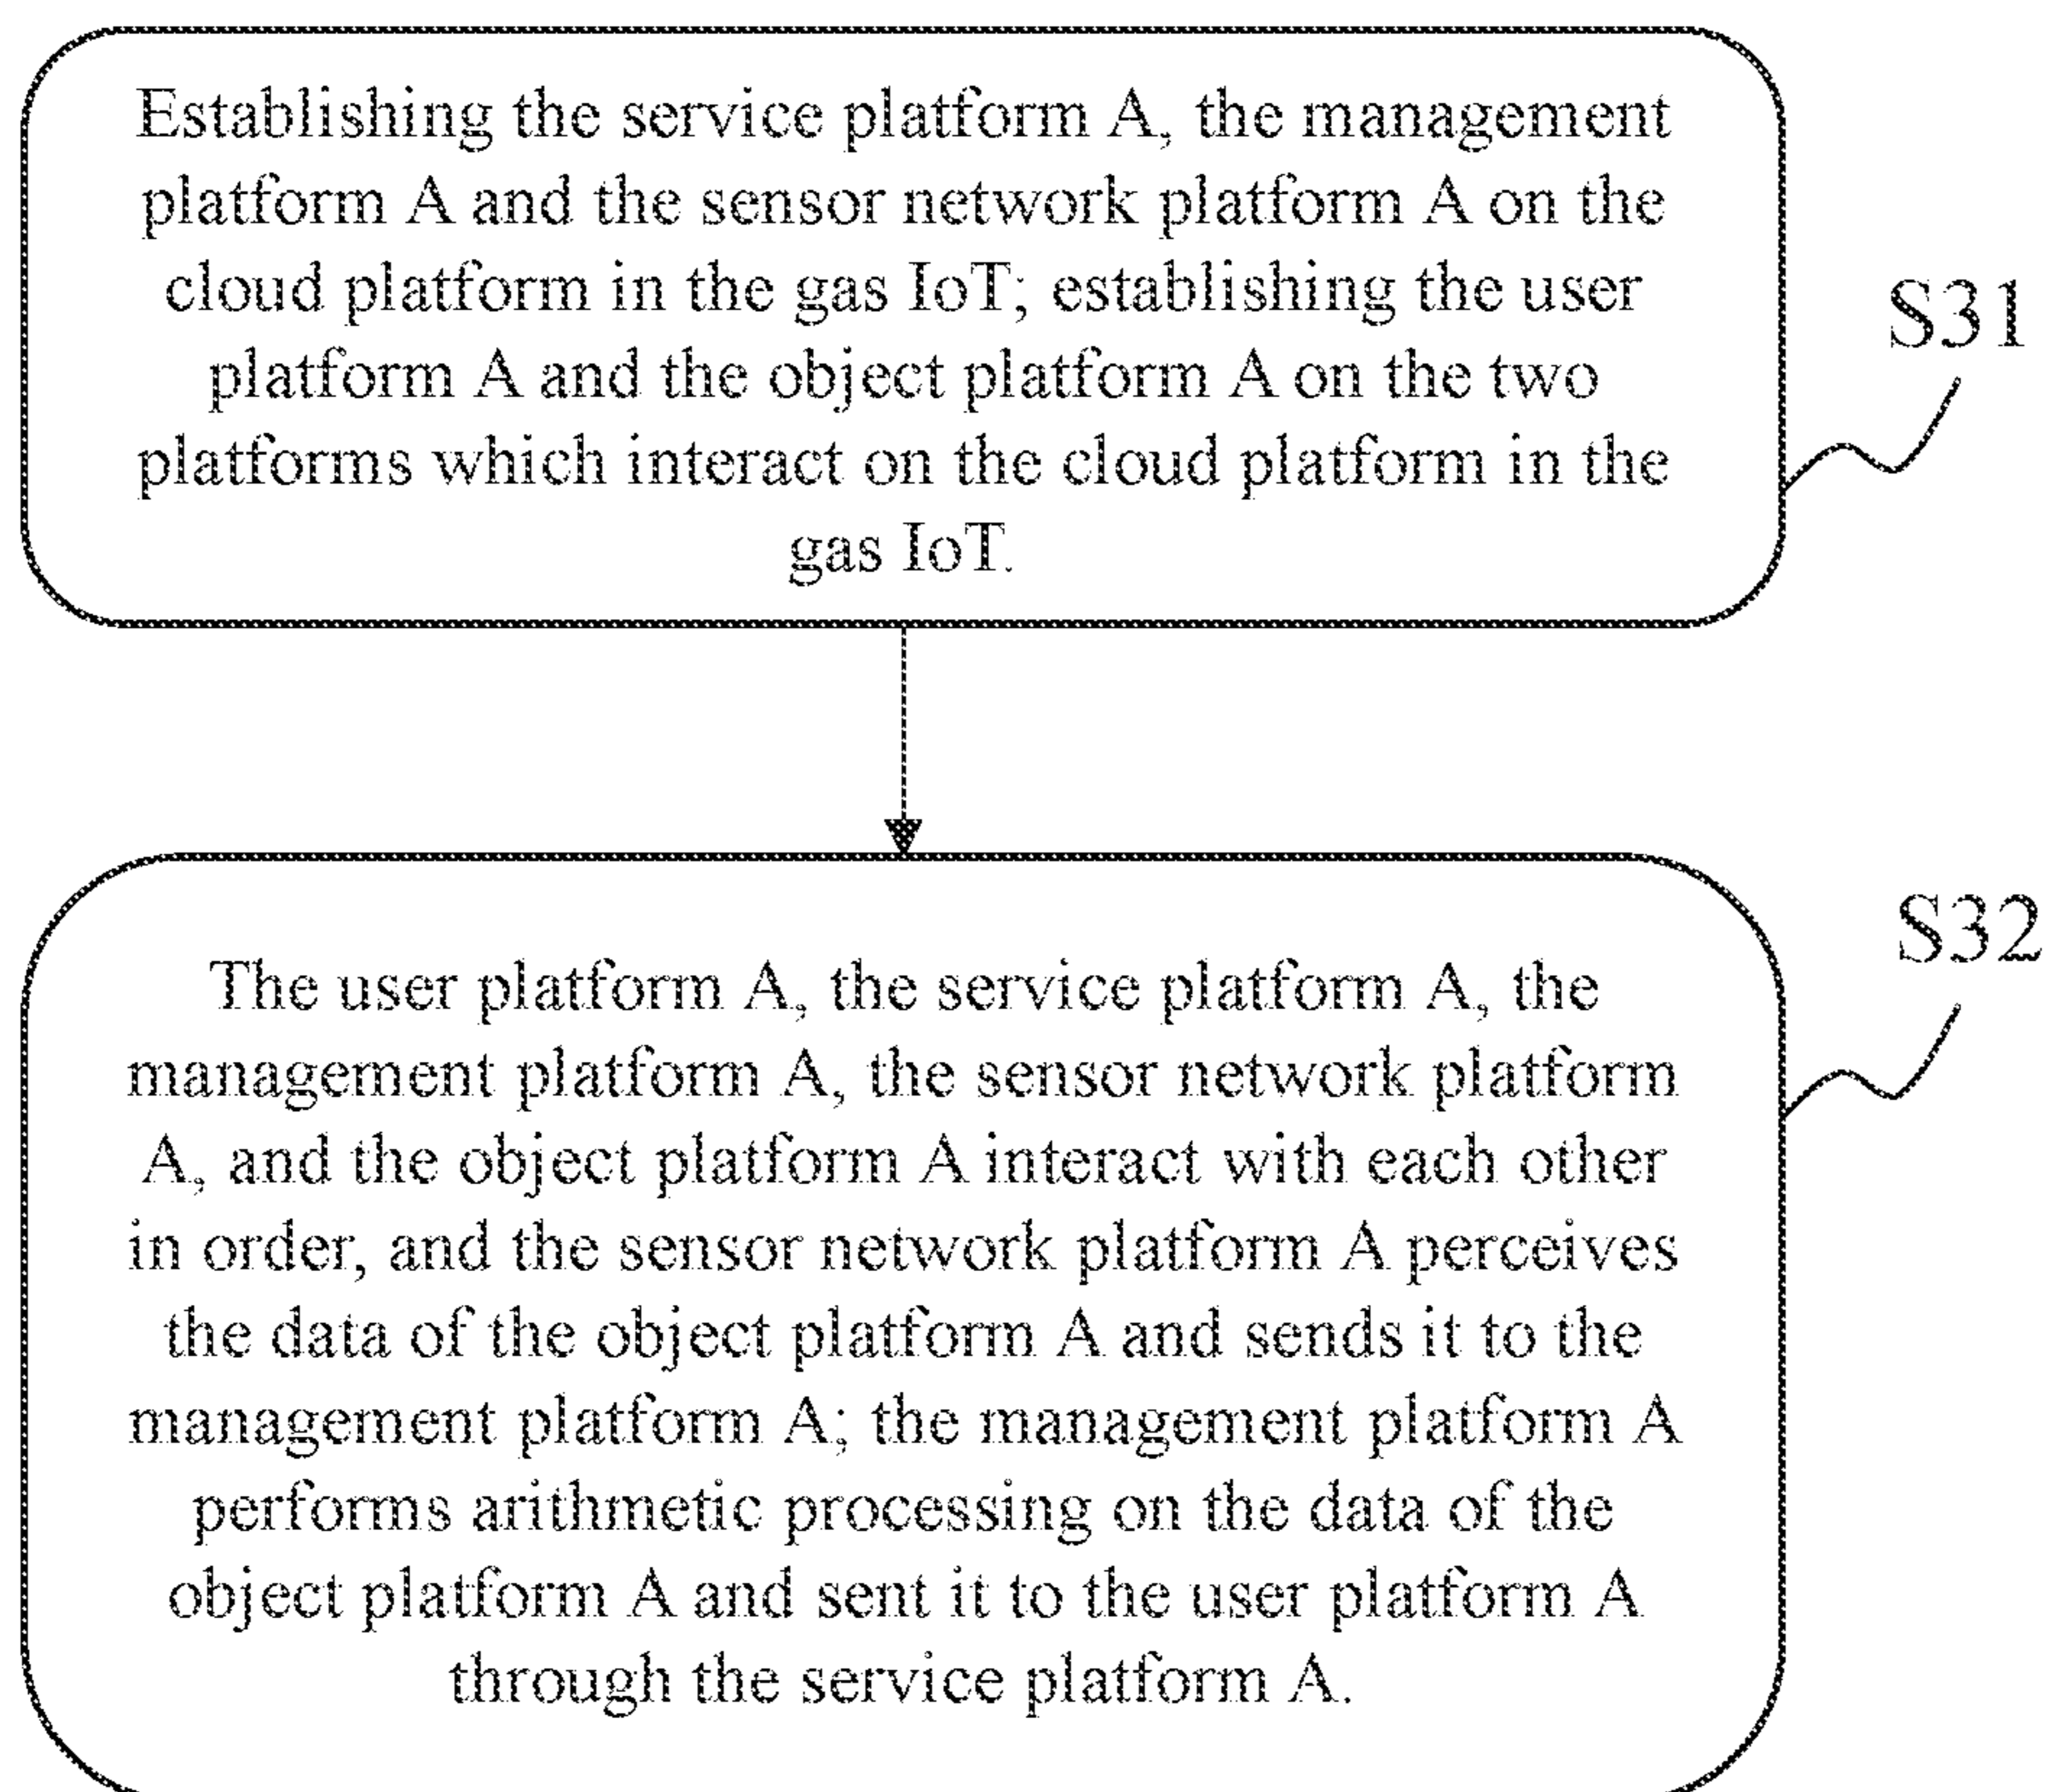 Establishing the service platform A, the management
platform A and the sensor network platform A on the
cloud platform in the gas IoT; establishing the user
platform A and the object platform A on the two
platforms which interact on the cloud platform in the
gas IoT.
S31
The user platform A, the service platform A, the
management platform A, the sensor network platform
A, and the object platform A interact with each other
in order, and the sensor network platform A perceives
the data of the object platform A and sends it to the
management platform A; the management platform A
performs arithmetic processing on the data of the
object platform A and sent it to the user platform A
through the service platform A.
S32